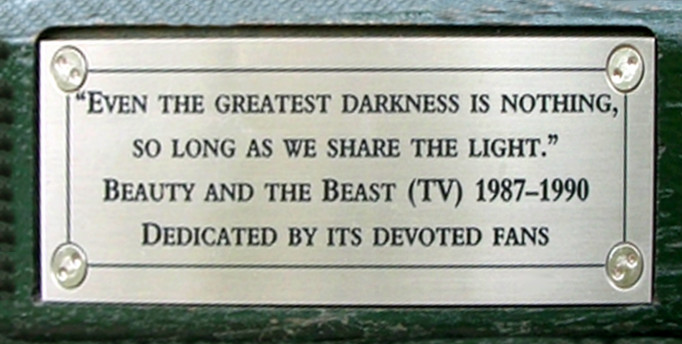 “Even the greatest darkness is nothing,
so long as we share the light.”
Beauty and the Beast (TV) 1987–1990
Dedicated by its devoted fans